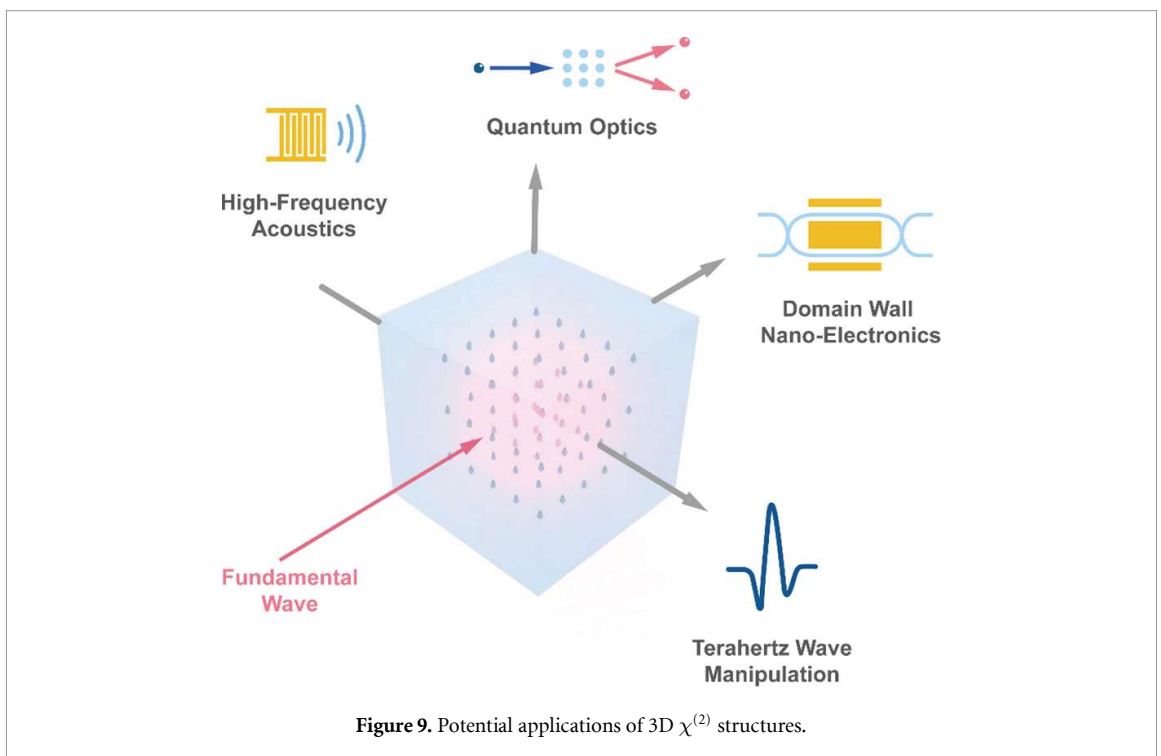 Quantum Optics
High-Frequency
Acoustics
Domain Wall
Nano-Electronics
Fundamental
Wave
Terahertz Wave
Manipulation
Figure 9. Potential applications of 3D χ⁽²⁾ structures.